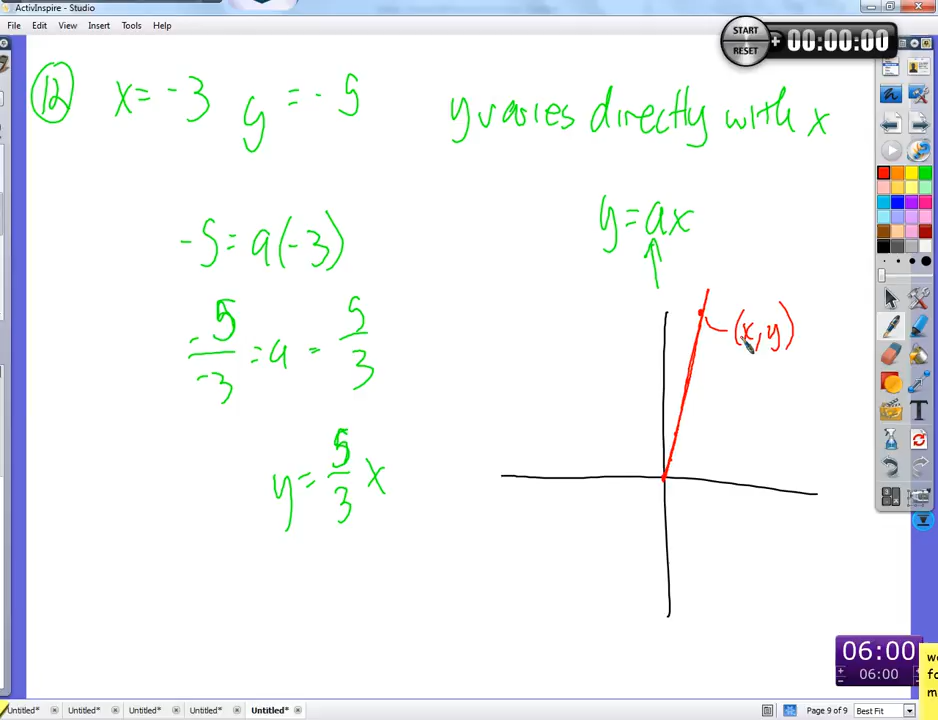 ActivInspire - Studio
File Edit View Insert Tools Help
START
RESET
+ 00:00:00
12 x = -3 y = -5 y varies directly with x
y = ax
-5 = a(-3)
-5/-3 = a = 5/3
(x, y)
y = 5/3 x
06:00
06:00
Untitled* Untitled* Untitled* Untitled* Untitled*
Page 9 of 9 Best Fit